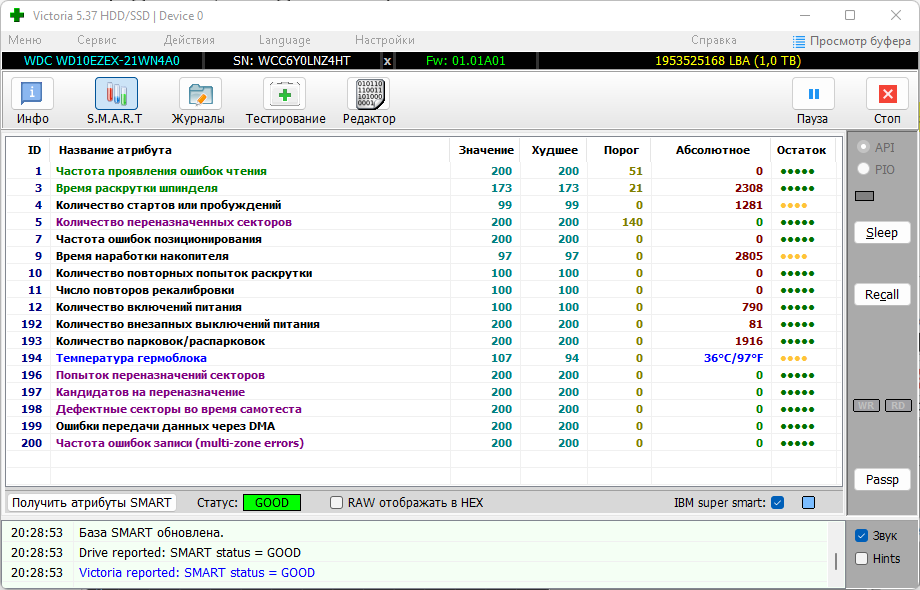 Victoria 5.37 HDD/SSD | Device 0
Меню Сервис Действия Language Настройки Справка Просмотр буфера
WDC WD10EZEX-21WN4A0 SN: WCC6Y0LNZ4HT x Fw: 01.01A01 1953525168 LBA (1,0 TB)
Инфо S.M.A.R.T Журналы Тестирование Редактор Пауза Стоп
ID Название атрибута Значение Худшее Порог Абсолютное Остаток
1 Частота проявления ошибок чтения 200 200 51 0
3 Время раскрутки шпинделя 173 173 21 2308
4 Количество стартов или пробуждений 99 99 0 1281
5 Количество переназначенных секторов 200 200 140 0
7 Частота ошибок позиционирования 200 200 0 0
9 Время наработки накопителя 97 97 0 2805
10 Количество повторных попыток раскрутки 100 100 0 0
11 Число повторов рекалибровки 100 100 0 0
12 Количество включений питания 100 100 0 790
192 Количество внезапных выключений питания 200 200 0 81
193 Количество парковок/распарковок 200 200 0 1916
194 Температура гермоблока 107 94 0 36°C/97°F
196 Попыток переназначений секторов 200 200 0 0
197 Кандидатов на переназначение 200 200 0 0
198 Дефектные секторы во время самотеста 200 200 0 0
199 Ошибки передачи данных через DMA 200 200 0 0
200 Частота ошибок записи (multi-zone errors) 200 200 0 0
API
PIO
Sleep
Recall
WR RD
Passp
Получить атрибуты SMART Статус: GOOD RAW отображать в HEX IBM super smart:
20:28:53 База SMART обновлена.
20:28:53 Drive reported: SMART status = GOOD
20:28:53 Victoria reported: SMART status = GOOD
Звук
Hints